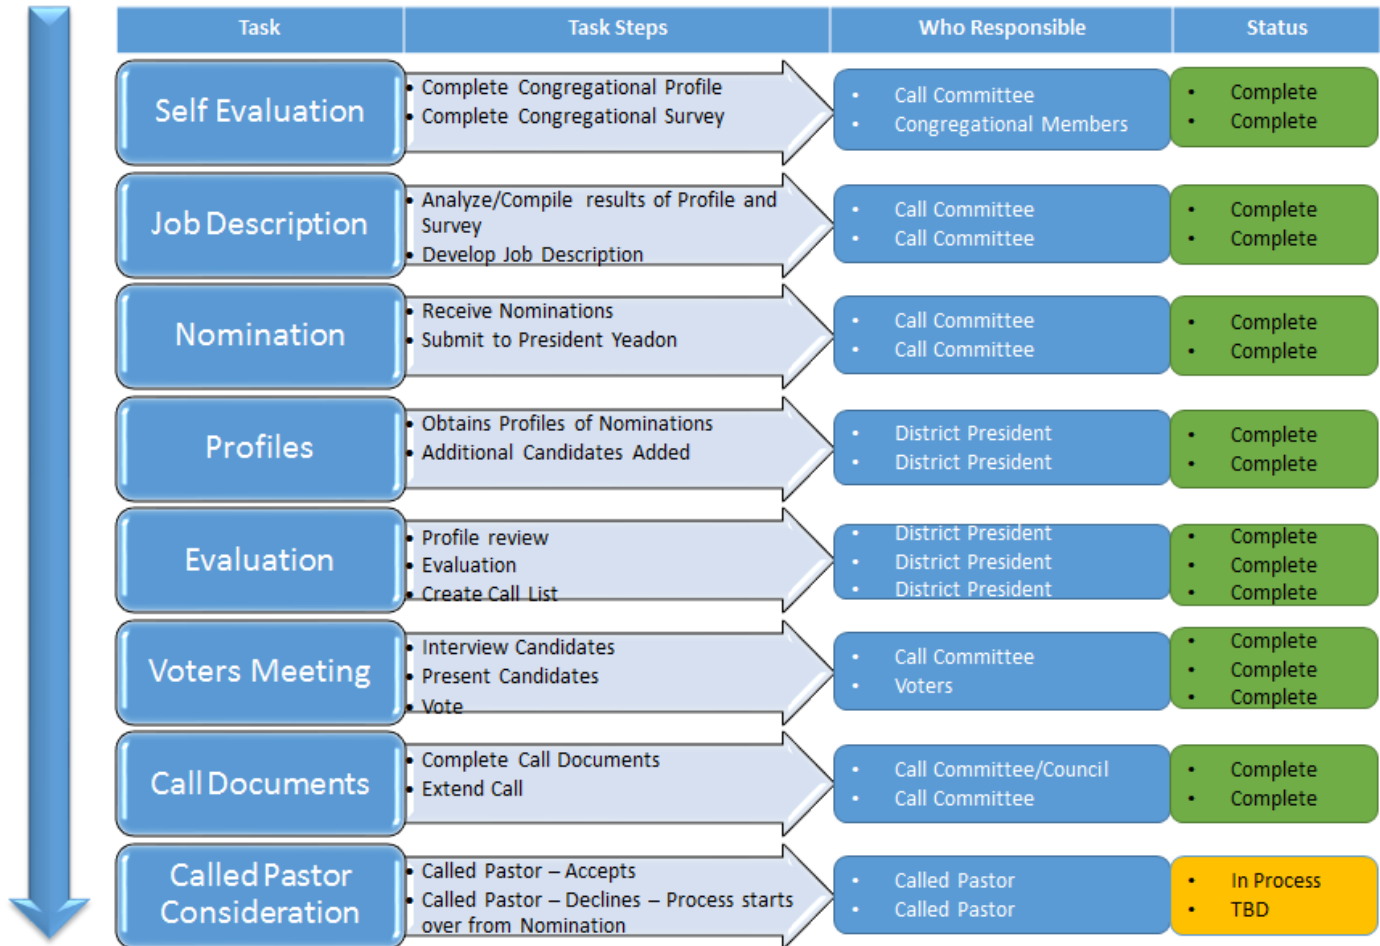 Task Task Steps Who Responsible Status
Self Evaluation
• Complete Congregational Profile
• Complete Congregational Survey
• Call Committee
• Congregational Members
• Complete
• Complete
Job Description
• Analyze/Compile results of Profile and
Survey
• Develop Job Description
• Call Committee
• Call Committee
• Complete
• Complete
Nomination
• Receive Nominations
• Submit to President Yeadon
• Call Committee
• Call Committee
• Complete
• Complete
Profiles
• Obtains Profiles of Nominations
• Additional Candidates Added
• District President
• District President
• Complete
• Complete
Evaluation
• Profile review
• Evaluation
• Create Call List
• District President
• District President
• District President
• Complete
• Complete
• Complete
Voters Meeting
• Interview Candidates
• Present Candidates
• Vote
• Call Committee
• Voters
• Complete
• Complete
• Complete
Call Documents
• Complete Call Documents
• Extend Call
• Call Committee/Council
• Call Committee
• Complete
• Complete
Called Pastor
Consideration
• Called Pastor – Accepts
• Called Pastor – Declines – Process starts
over from Nomination
• Called Pastor
• Called Pastor
• In Process
• TBD